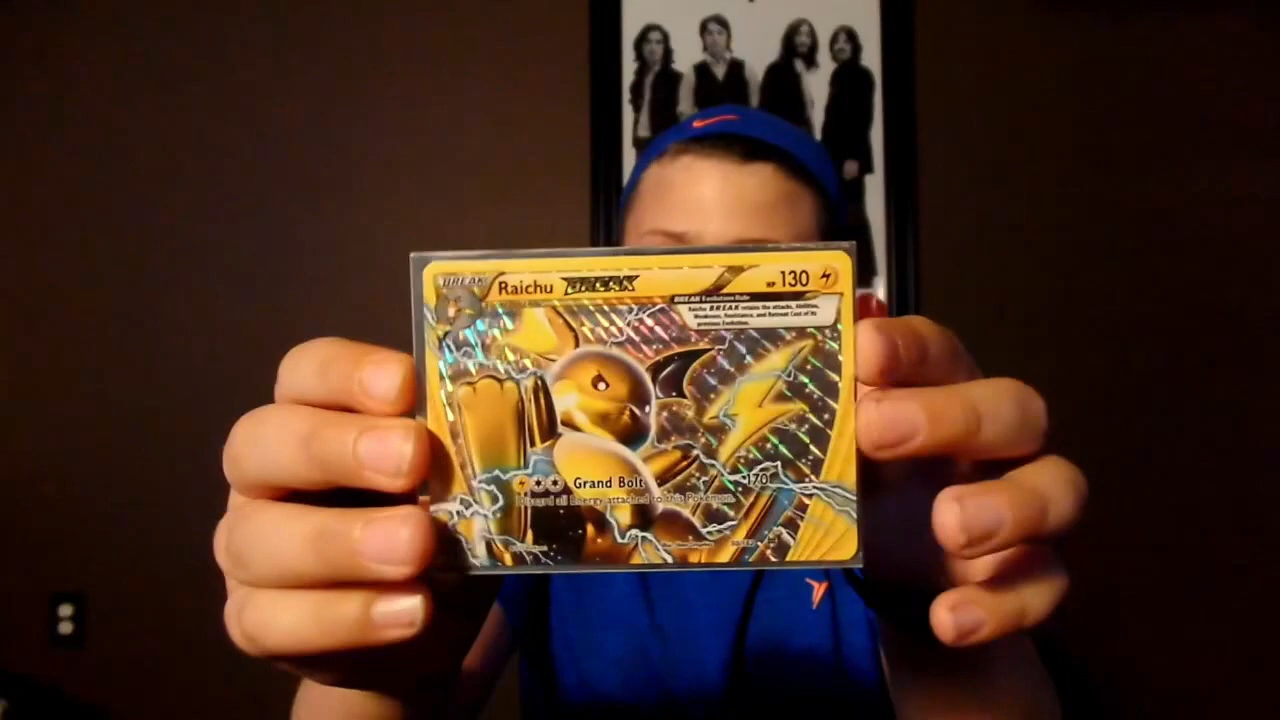 BREAK
Raichu BREAK
HP 130
BREAK Evolution Rule
Raichu BREAK retains the attacks, Abilities,
Weakness, Resistance, and Retreat Cost of its
previous Evolution.
Grand Bolt 170
Discard all Energy attached to this Pokémon.